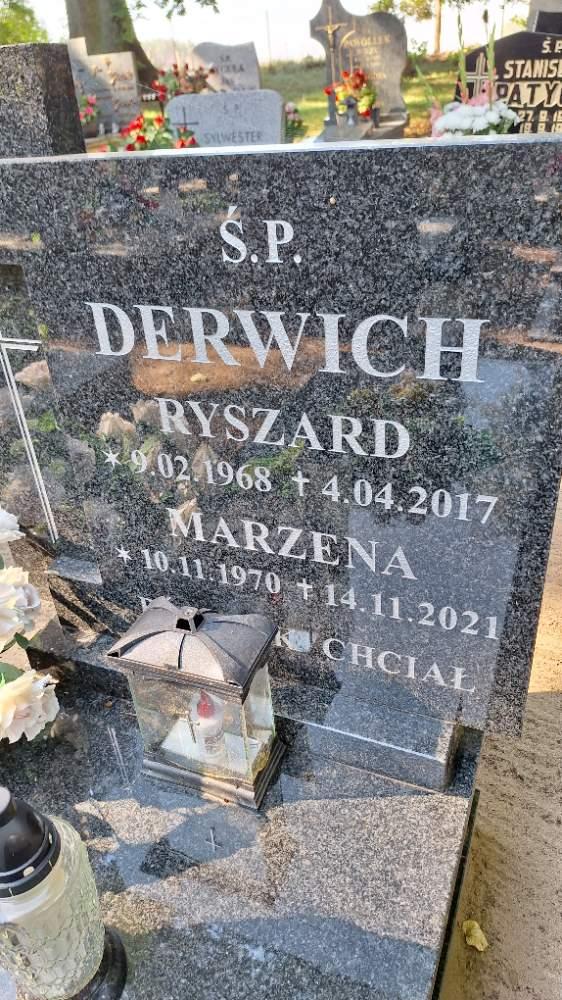 Ś.P.
DERWICH
RYSZARD
* 9.02.1968 + 4.04.2017
MARZENA
* 10.11.1970 + 14.11.2021
CHCIAŁ
Ś.P.
SYLWESTER
Ś.P.